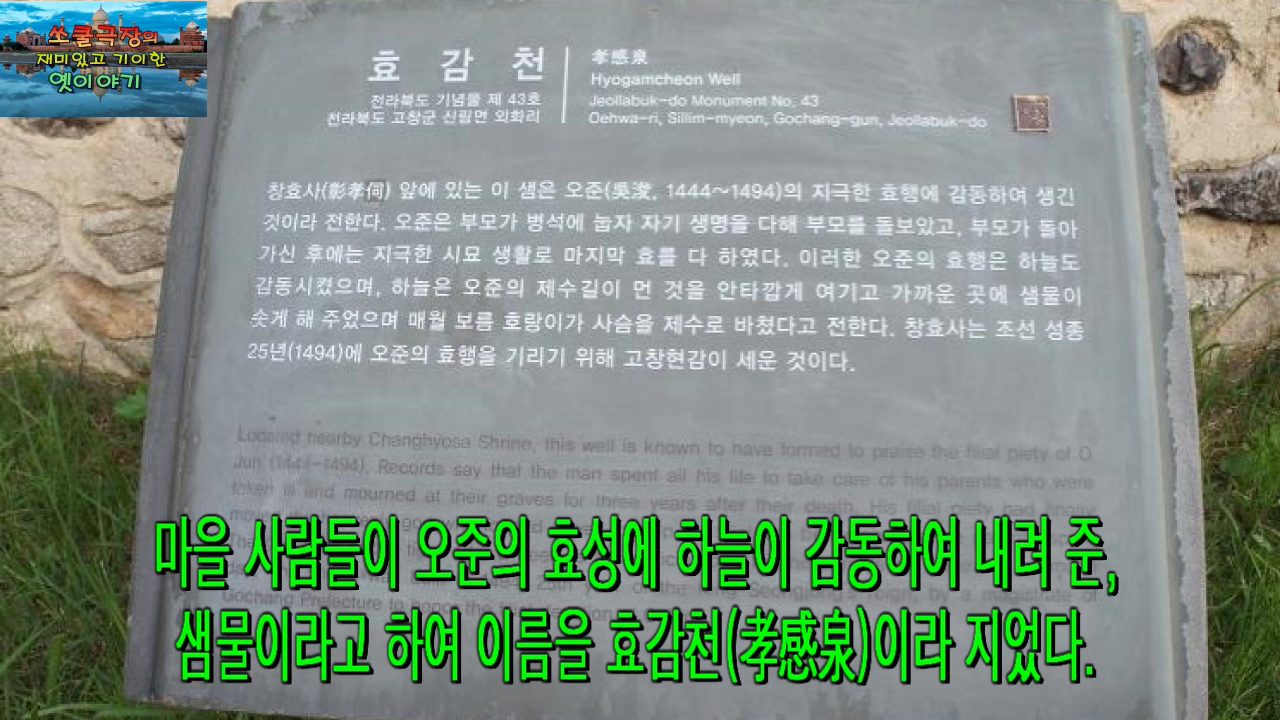 쏘쿨극장의
재미있고 기이한
옛이야기
효 감 천
전라북도 기념물 제 43호
전라북도 고창군 신림면 외화리
孝感泉
Hyogamcheon Well
Jeollabuk-do Monument No. 43
Oehwa-ri, Sillim-myeon, Gochang-gun, Jeollabuk-do
창효사(彰孝伺) 앞에 있는 이 샘은 오준(吳浚, 1444~1494)의 지극한 효행에 감동하여 생긴
것이라 전한다. 오준은 부모가 병석에 눕자 자기 생명을 다해 부모를 돌보았고, 부모가 돌아
가신 후에는 지극한 시묘 생활로 마지막 효를 다 하였다. 이러한 오준의 효행은 하늘도
감동시켰으며, 하늘은 오준의 제수길이 먼 것을 안타깝게 여기고 가까운 곳에 샘물이
솟게 해 주었으며 매월 보름 호랑이가 사슴을 제수로 바쳤다고 전한다. 창효사는 조선 성종
25년(1494)에 오준의 효행을 기리기 위해 고창현감이 세운 것이다.
Located nearby Changhyosa Shrine, this well is known to have formed to praise the filial piety of O
Jun (1444-1494). Records say that the man spent all his life to take care of his parents who were
taken ill and mourned at their graves for three years after their death. His filial piety had
Seongjong's reign, by a magistrate of
Gochang Prefecture to honor the
마을 사람들이 오준의 효성에 하늘이 감동하여 내려 준,
샘물이라고 하여 이름을 효감천(孝感泉)이라 지었다.